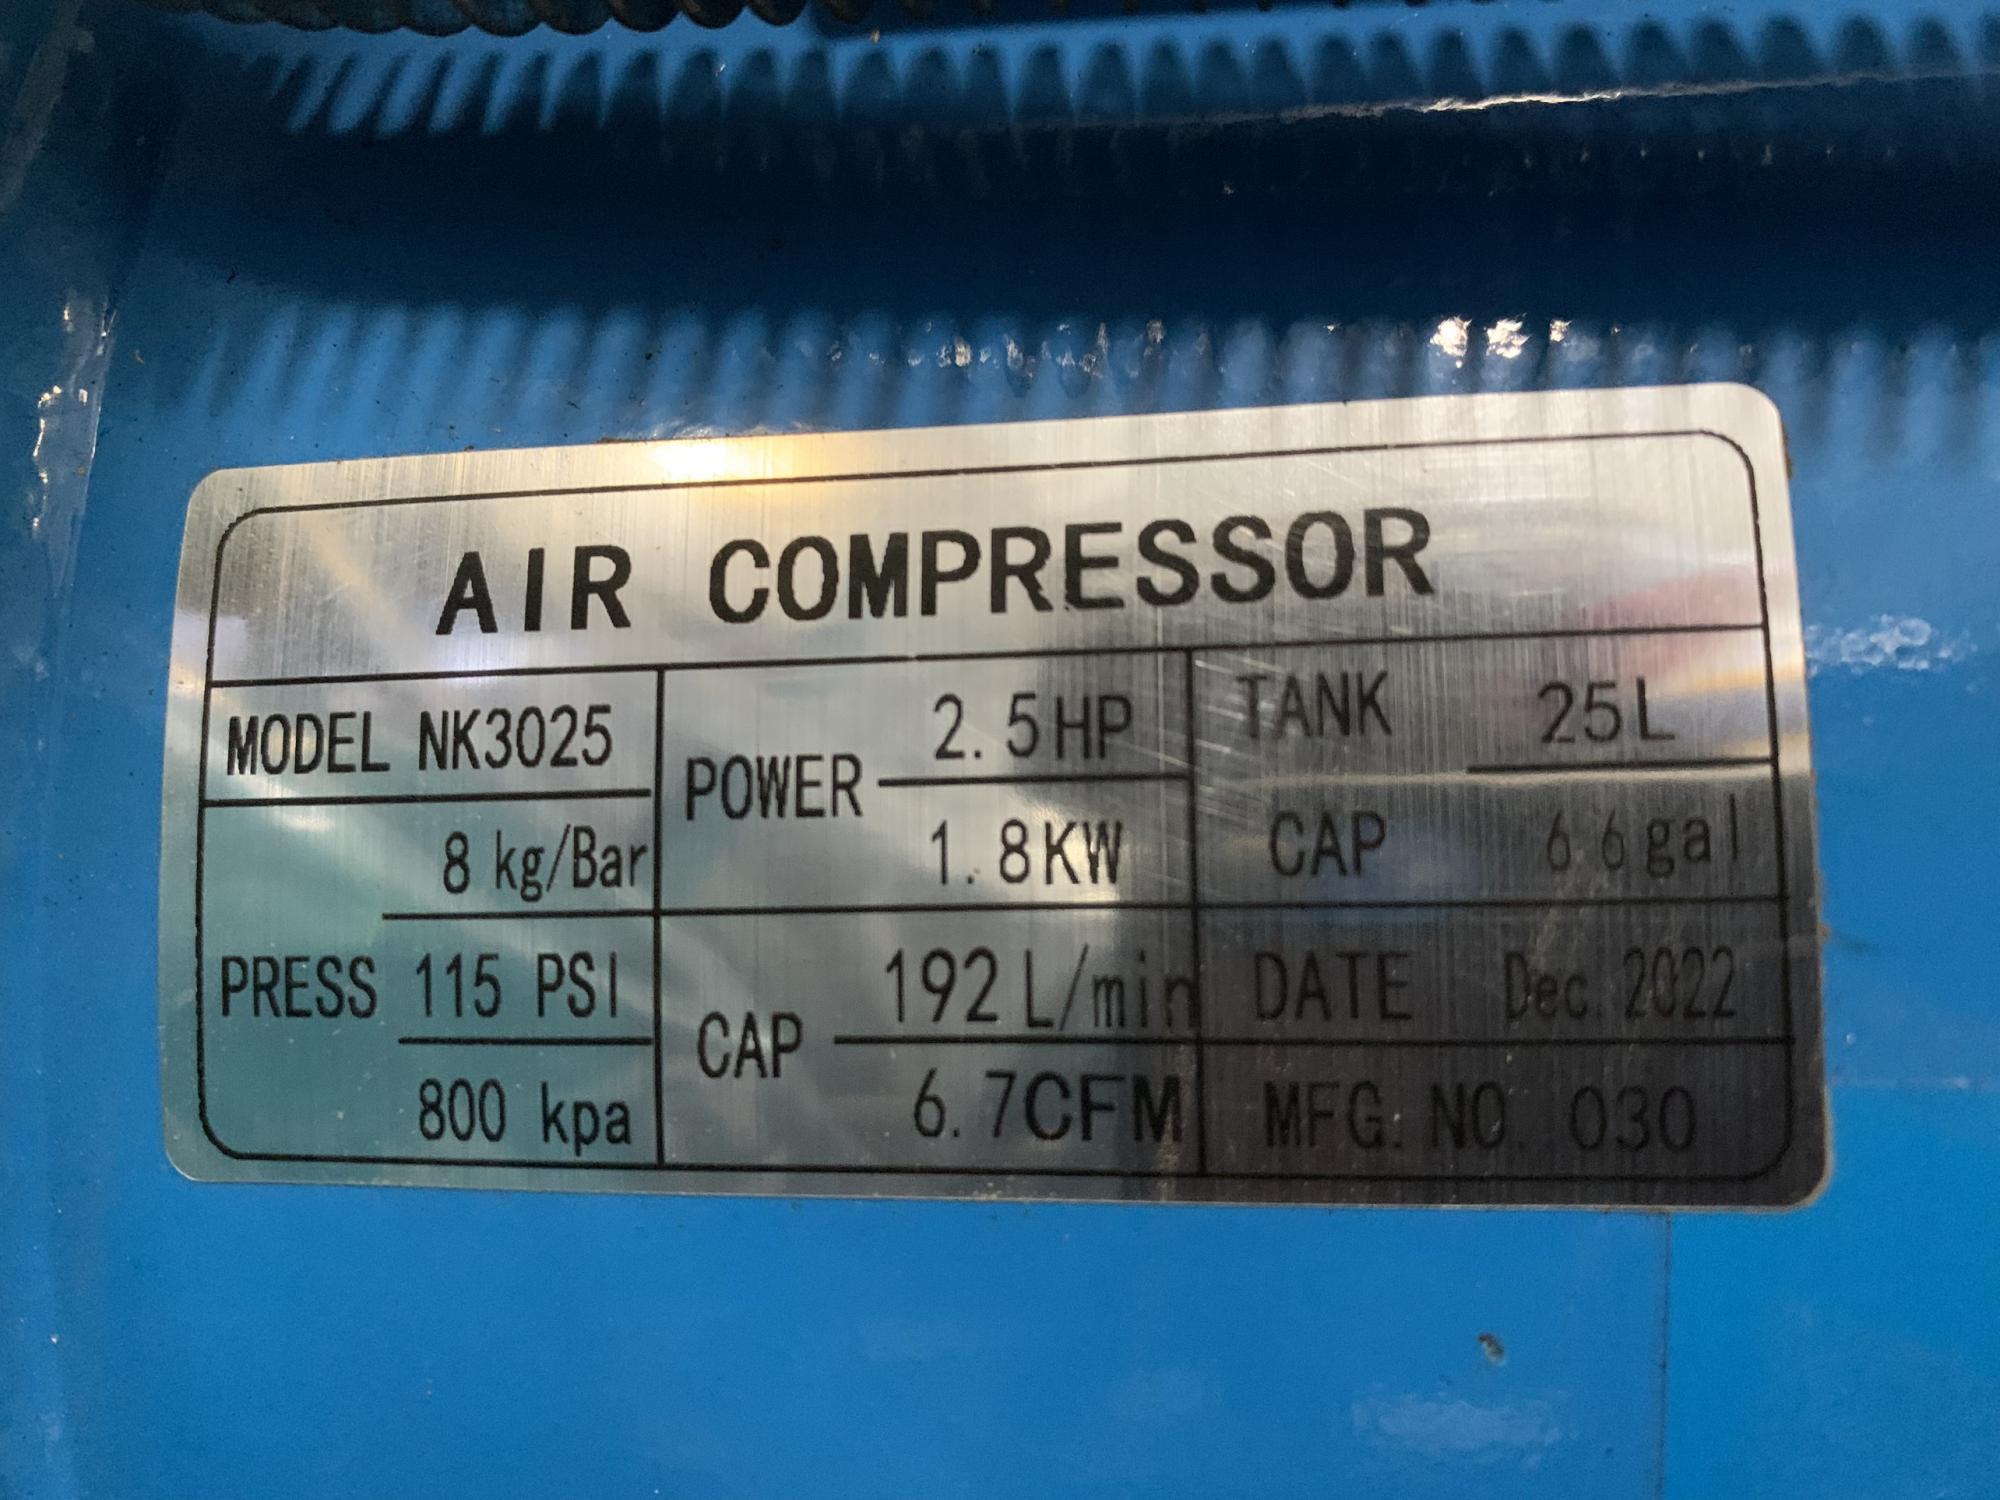 AIR COMPRESSOR
MODEL NK3025
PRESS
8 kg/Bar
115 PSI
800 kpa
POWER
2.5HP
1.8KW
CAP
192L/min
6.7CFM
TANK CAP
25L
6.6gal
DATE Dec. 2022
MFG. NO. 030